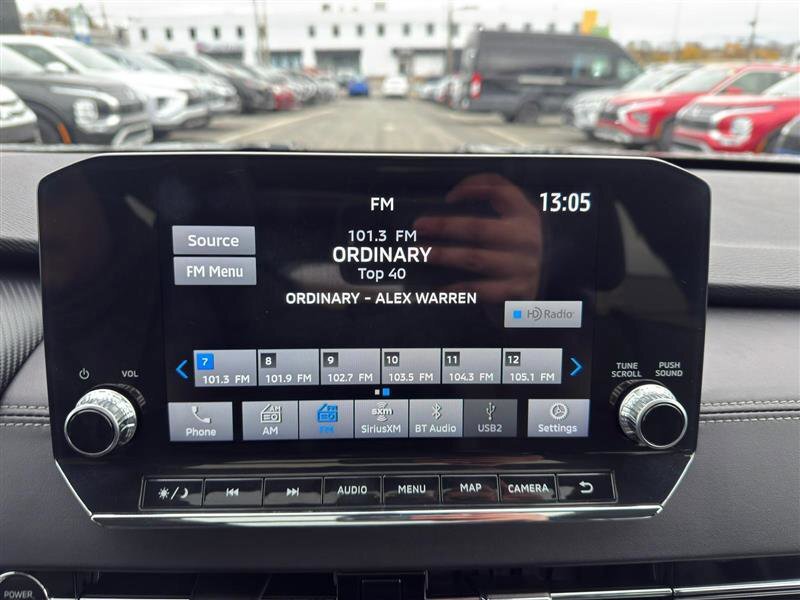 FM
13:05
Source
FM Menu
101.3 FM
ORDINARY
Top 40
ORDINARY - ALEX WARREN
HD Radio
7 8 9 10 11 12
101.3 FM 101.9 FM 102.7 FM 103.5 FM 104.3 FM 105.1 FM
VOL
TUNE SCROLL
PUSH SOUND
AM FM sxm
Phone AM FM SiriusXM BT Audio USB2 Settings
AUDIO MENU MAP CAMERA
POWER